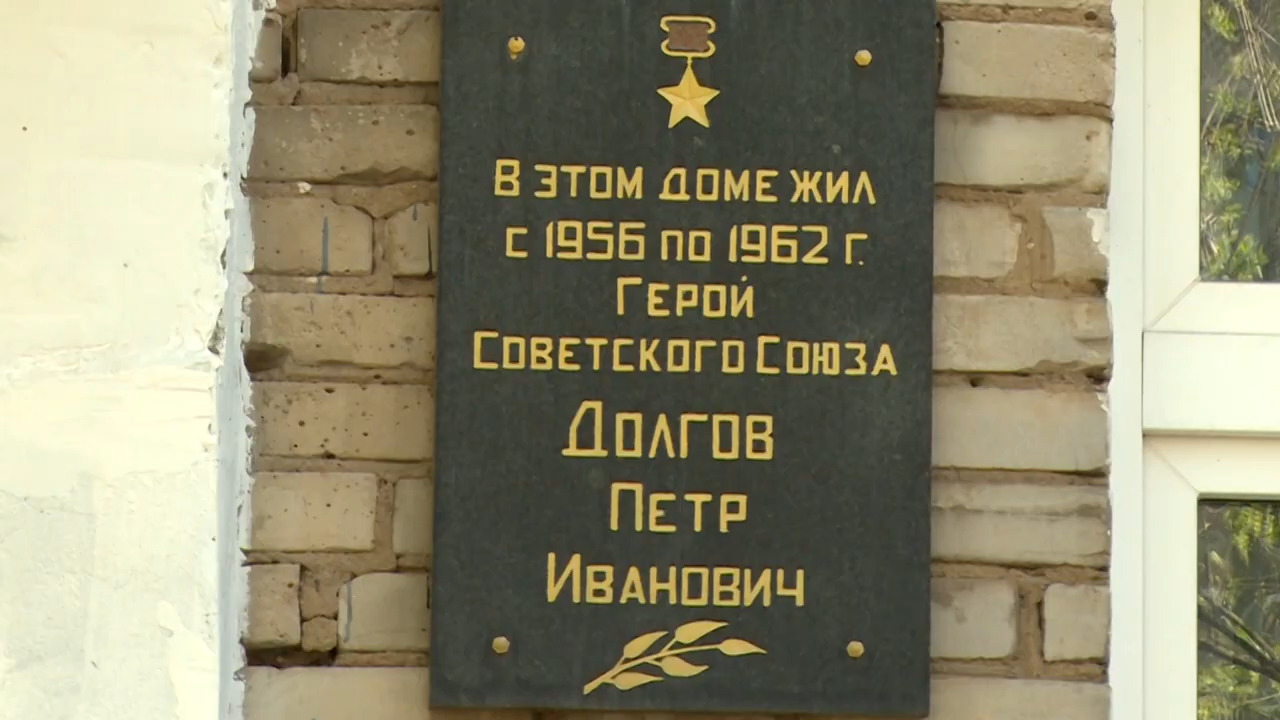 В этом доме жил
с 1956 по 1962 г.
Герой
Советского Союза
Долгов
Петр
Иванович